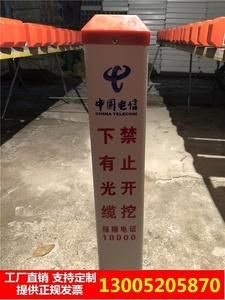 中国电信
CHINA TELECOM
禁止开挖
下有光缆
报障电话
10000
工厂直销 支持定制
提供正规发票
13005205870